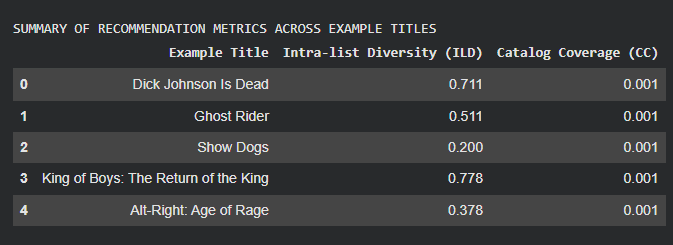 SUMMARY OF RECOMMENDATION METRICS ACROSS EXAMPLE TITLES
Example Title Intra-list Diversity (ILD) Catalog Coverage (CC)
0 Dick Johnson Is Dead 0.711 0.001
1 Ghost Rider 0.511 0.001
2 Show Dogs 0.200 0.001
3 King of Boys: The Return of the King 0.778 0.001
4 Alt-Right: Age of Rage 0.378 0.001